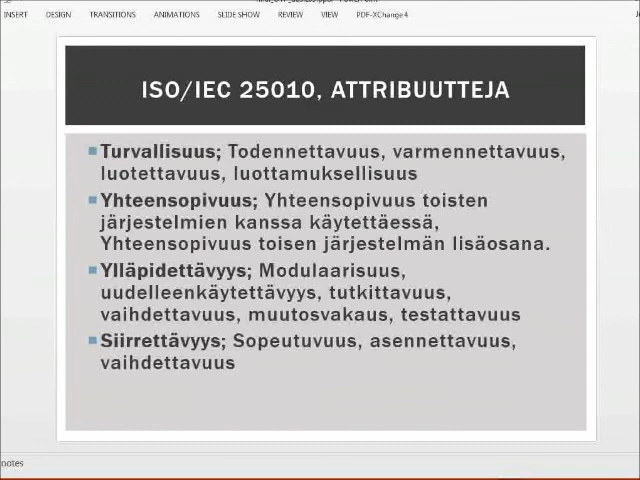 INSERT DESIGN TRANSITIONS ANIMATIONS SLIDE SHOW REVIEW VIEW PDF-XChange 4
ISO/IEC 25010, ATTRIBUUTTEJA
Turvallisuus; Todennettavuus, varmennettavuus,
luotettavuus, luottamuksellisuus
Yhteensopivuus; Yhteensopivuus toisten
järjestelmien kanssa käytettäessä,
Yhteensopivuus toisen järjestelmän lisäosana.
Ylläpidettävyys; Modulaarisuus,
uudelleenkäytettävyys, tutkittavuus,
vaihdettavuus, muutosvakaus, testattavuus
Siirrettävyys; Sopeutuvuus, asennettavuus,
vaihdettavuus
notes